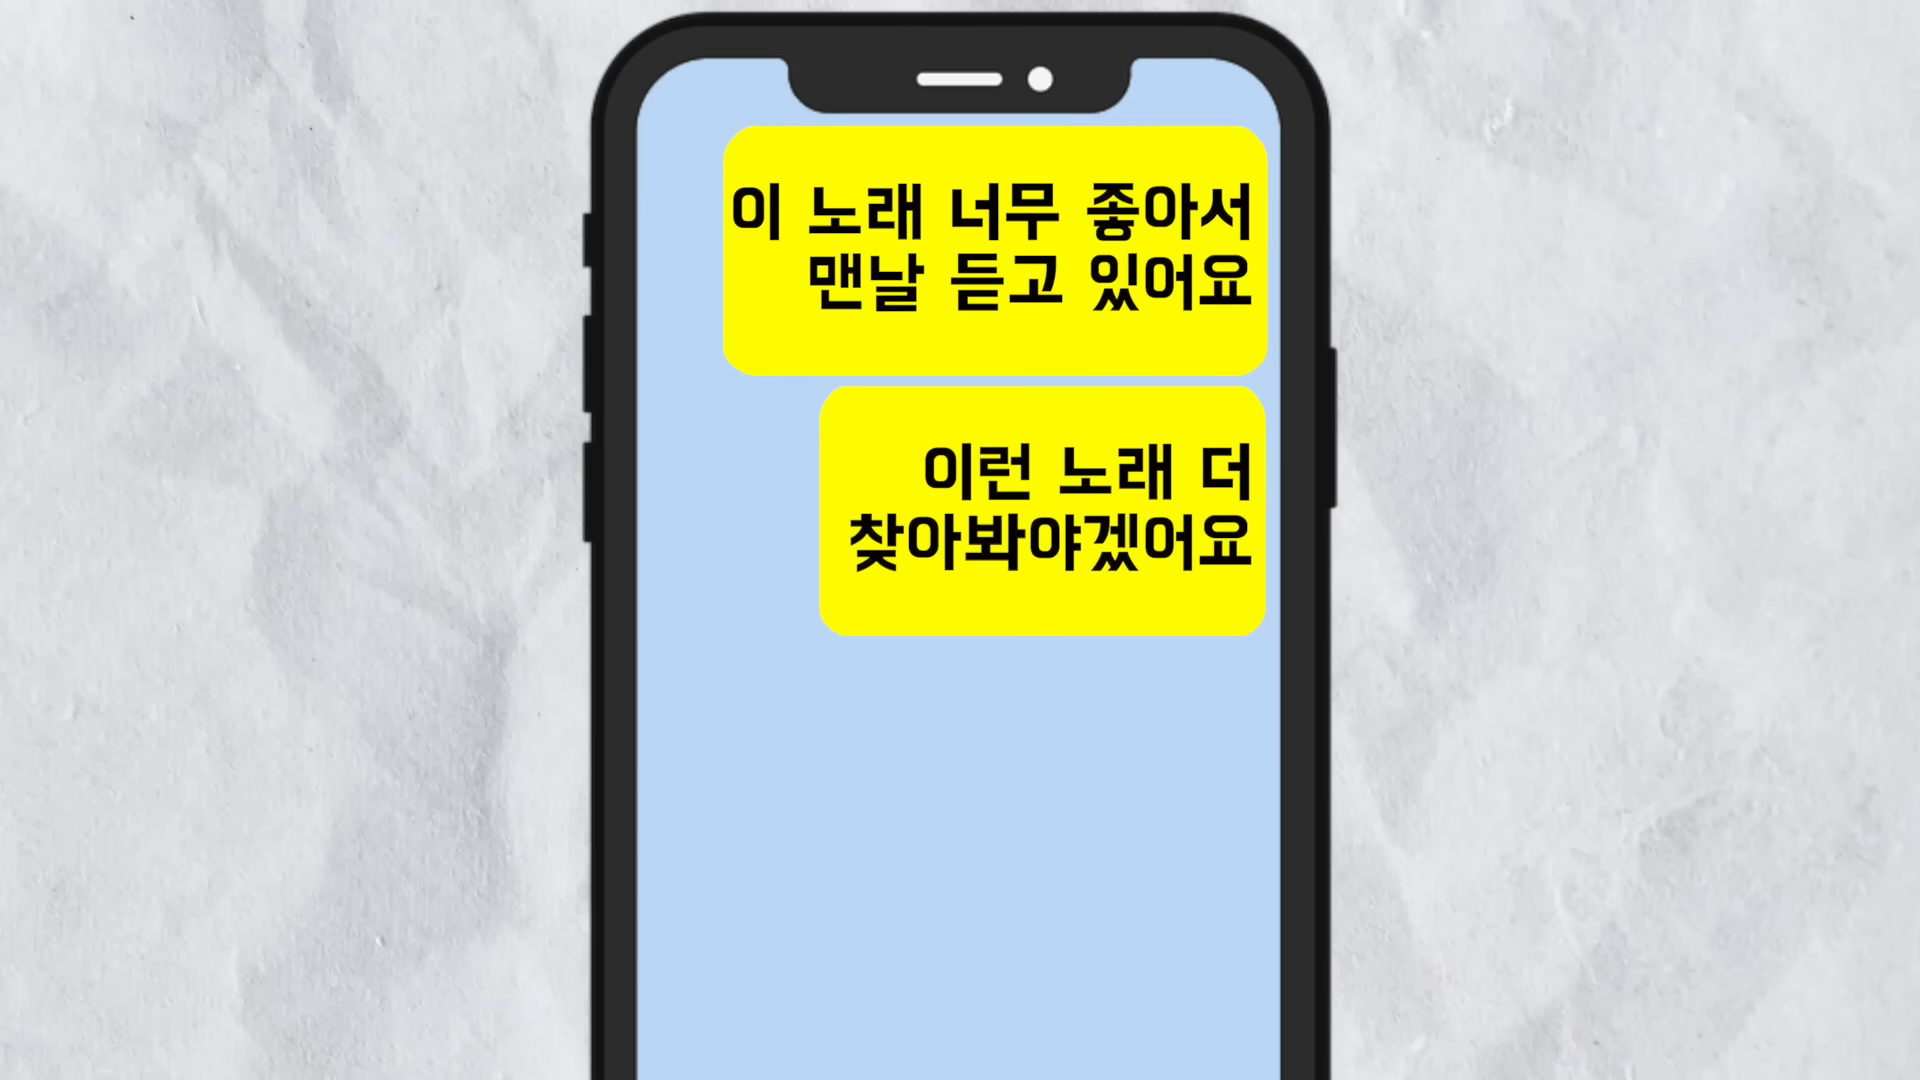 이 노래 너무 좋아서
맨날 듣고 있어요
이런 노래 더
찾아봐야겠어요